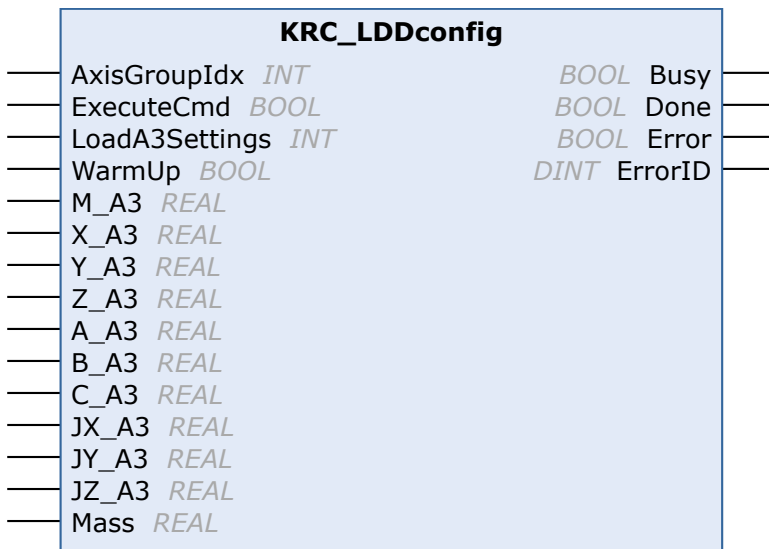 KRC_LDDconfig
AxisGroupIdx INT BOOL Busy
ExecuteCmd BOOL BOOL Done
LoadA3Settings INT BOOL Error
WarmUp BOOL DINT ErrorID
M_A3 REAL
X_A3 REAL
Y_A3 REAL
Z_A3 REAL
A_A3 REAL
B_A3 REAL
C_A3 REAL
JX_A3 REAL
JY_A3 REAL
JZ_A3 REAL
Mass REAL